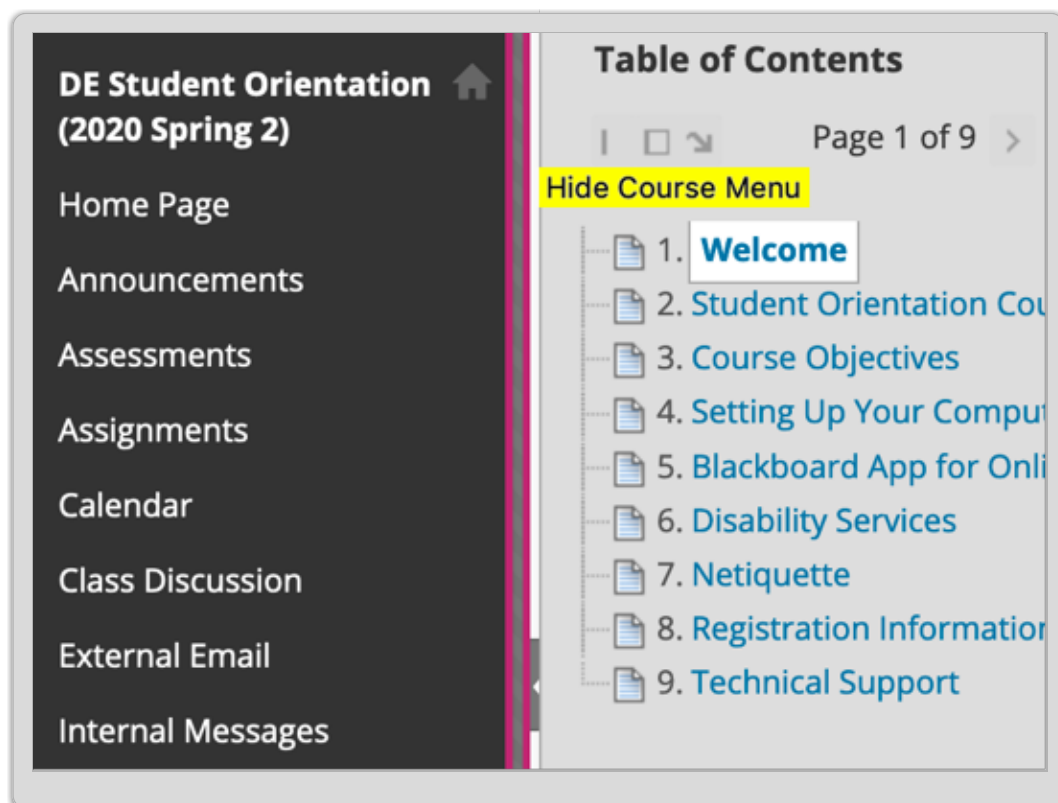 DE Student Orientation
(2020 Spring 2)
Home Page
Announcements
Assessments
Assignments
Calendar
Class Discussion
External Email
Internal Messages
Table of Contents
Page 1 of 9 >
Hide Course Menu
1. Welcome
2. Student Orientation Cou
3. Course Objectives
4. Setting Up Your Comput
5. Blackboard App for Onli
6. Disability Services
7. Netiquette
8. Registration Information
9. Technical Support